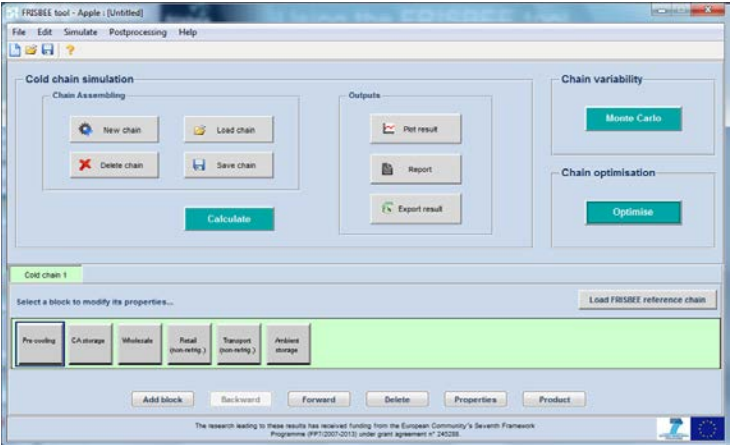 FRISBEE tool - Apple : [Untitled]
File Edit Simulate Postprocessing Help
Cold chain simulation
Chain Assembling
New chain
Load chain
Delete chain
Save chain
Calculate
Outputs
Plot result
Report
Export result
Chain variability
Monte Carlo
Chain optimisation
Optimise
Cold chain 1
Select a block to modify its properties...
Load FRISBEE reference chain
Pre-cooling
CA storage
Wholesale
Retail
(non-refrig.)
Transport
(non-refrig.)
Ambient
storage
Add block
Backward
Forward
Delete
Properties
Product
The research leading to these results has received funding from the European Community's Seventh Framework
Programme (FP7/2007-2013) under grant agreement n° 245288.